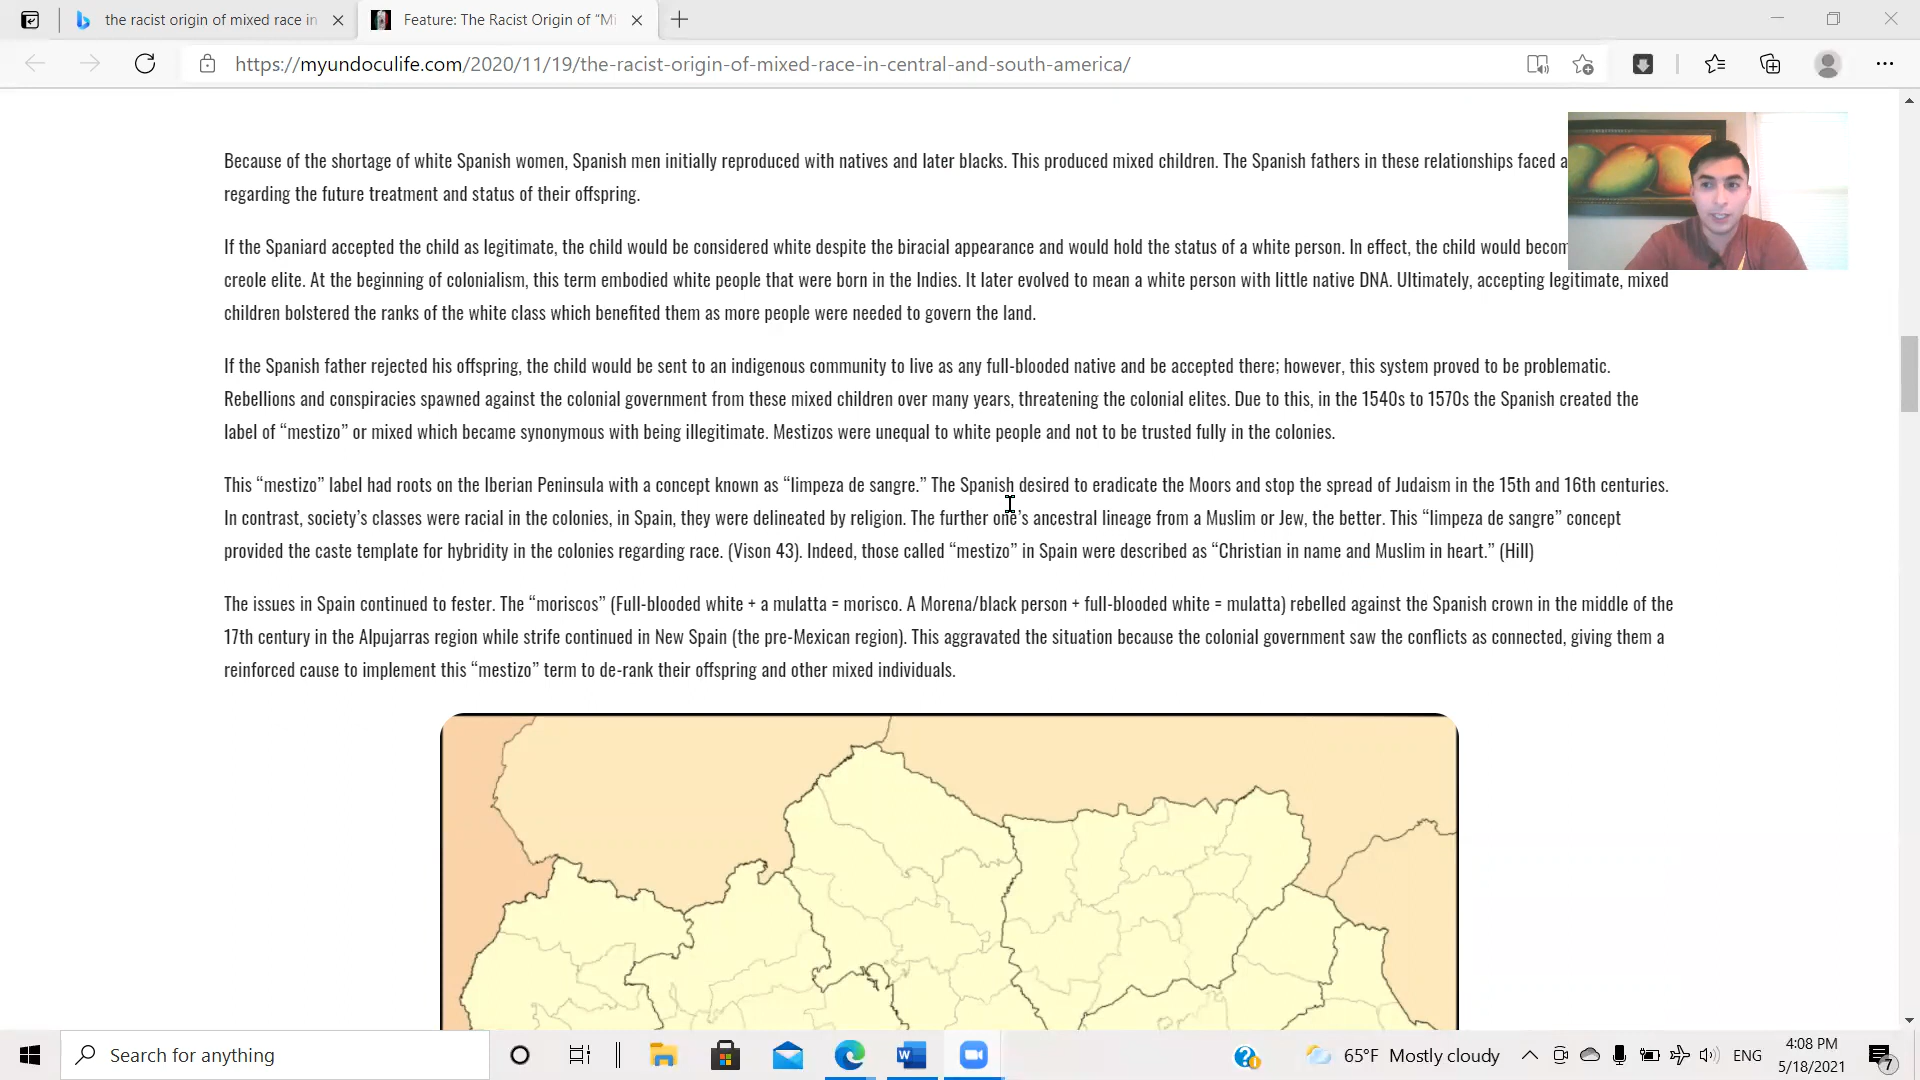 the racist origin of mixed race in
Feature: The Racist Origin of “Mi
https://myundoculife.com/2020/11/19/the-racist-origin-of-mixed-race-in-central-and-south-america/
Because of the shortage of white Spanish women, Spanish men initially reproduced with natives and later blacks. This produced mixed children. The Spanish fathers in these relationships faced a
regarding the future treatment and status of their offspring.
If the Spaniard accepted the child as legitimate, the child would be considered white despite the biracial appearance and would hold the status of a white person. In effect, the child would becom
creole elite. At the beginning of colonialism, this term embodied white people that were born in the Indies. It later evolved to mean a white person with little native DNA. Ultimately, accepting legitimate, mixed
children bolstered the ranks of the white class which benefited them as more people were needed to govern the land.
If the Spanish father rejected his offspring, the child would be sent to an indigenous community to live as any full-blooded native and be accepted there; however, this system proved to be problematic.
Rebellions and conspiracies spawned against the colonial government from these mixed children over many years, threatening the colonial elites. Due to this, in the 1540s to 1570s the Spanish created the
label of “mestizo” or mixed which became synonymous with being illegitimate. Mestizos were unequal to white people and not to be trusted fully in the colonies.
This “mestizo” label had roots on the Iberian Peninsula with a concept known as “limpeza de sangre.” The Spanish desired to eradicate the Moors and stop the spread of Judaism in the 15th and 16th centuries.
In contrast, society’s classes were racial in the colonies, in Spain, they were delineated by religion. The further one’s ancestral lineage from a Muslim or Jew, the better. This “limpeza de sangre” concept
provided the caste template for hybridity in the colonies regarding race. (Vison 43). Indeed, those called “mestizo” in Spain were described as “Christian in name and Muslim in heart.” (Hill)
The issues in Spain continued to fester. The “moriscos” (Full-blooded white + a mulatta = morisco. A Morena/black person + full-blooded white = mulatta) rebelled against the Spanish crown in the middle of the
17th century in the Alpujarras region while strife continued in New Spain (the pre-Mexican region). This aggravated the situation because the colonial government saw the conflicts as connected, giving them a
reinforced cause to implement this “mestizo” term to de-rank their offspring and other mixed individuals.
Search for anything
65°F Mostly cloudy
ENG
4:08 PM
5/18/2021
7